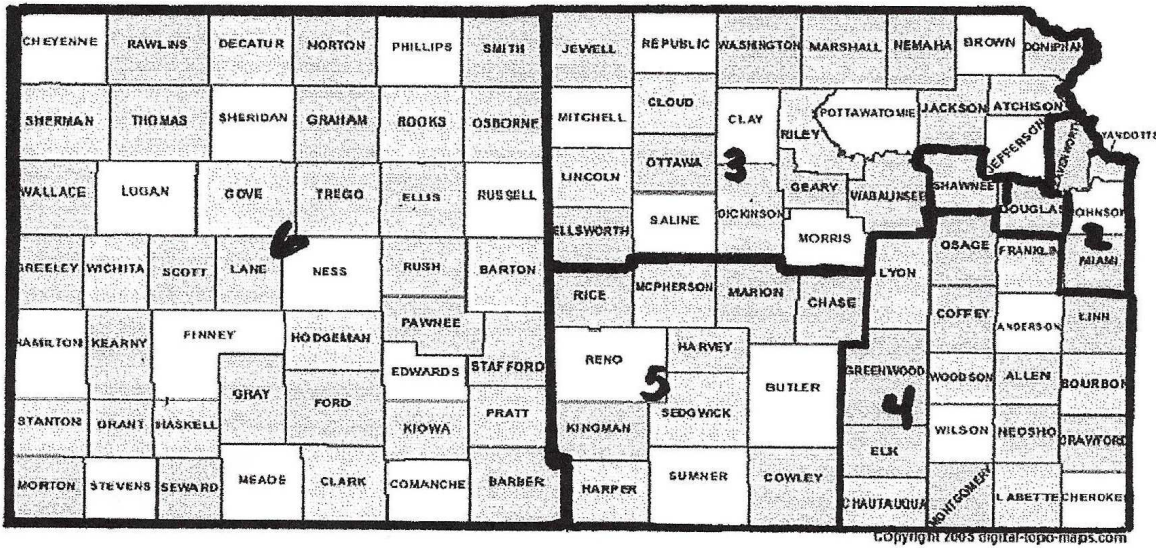 CHEYENNE RAWLINS DECATUR NORTON PHILLIPS SMITH JEWELL REPUBLIC WASHINGTON MARSHALL NEMAHA BROWN DONIPHAN
SHERMAN THOMAS SHERIDAN GRAHAM ROOKS OSBORNE MITCHELL CLOUD CLAY RILEY POTTAWATOMIE JACKSON ATCHISON
JEFFERSON
WALLACE LOGAN GOVE TREGO ELLIS RUSSELL LINCOLN OTTAWA 3 GEARY WABAUNSEE SHAWNEE 1 DOUGLAS JOHNSON
ELLSWORTH SALINE DICKINSON MORRIS 2
GREELEY WICHITA SCOTT LANE 6 NESS RUSH BARTON LYON OSAGE FRANKLIN MIAMI
RICE MCPHERSON MARION CHASE
HAMILTON KEARNY FINNEY HODGEMAN PAWNEE STAFFORD COFFEY ANDERSON LINN
RENO HARVEY
EDWARDS BUTLER GREENWOOD WOODSON ALLEN BOURBON
GRAY FORD 5 SEDGWICK 4
STANTON GRANT HASKELL KIOWA PRATT KINGMAN WILSON NEOSHO CRAWFORD
ELK
MORTON STEVENS SEWARD MEADE CLARK COMANCHE BARBER HARPER SUMNER COWLEY CHAUTAUQUA MONTGOMERY LABETTE CHEROKE
Copyright 2005 digital-topo-maps.com